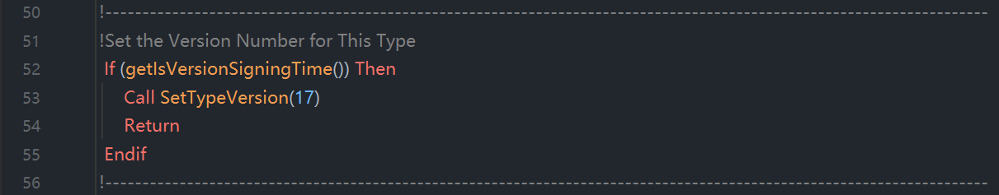 50 !-----------------------------------------------------------------------------------------------------------------------
51 !Set the Version Number for This Type
52 If (getIsVersionSigningTime()) Then
53 Call SetTypeVersion(17)
54 Return
55 Endif
56 !-----------------------------------------------------------------------------------------------------------------------